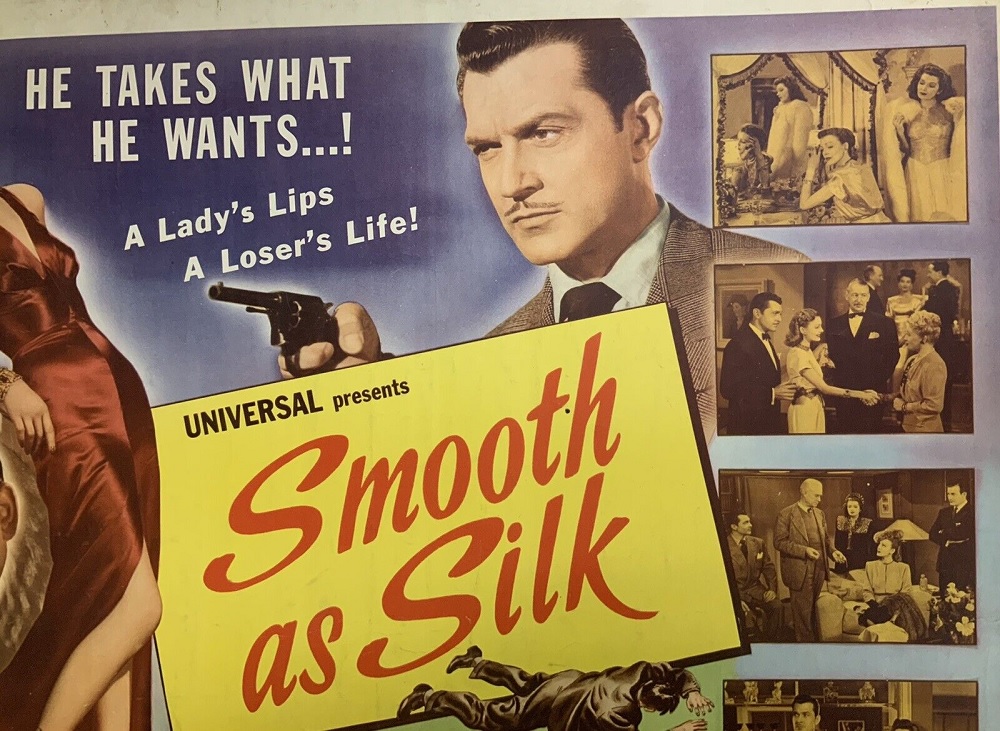 HE TAKES WHAT
HE WANTS...!
A Lady's Lips
A Loser's Life!
UNIVERSAL presents
Smooth
as Silk